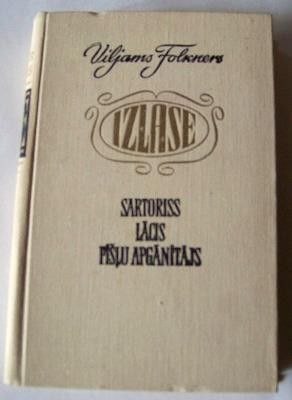 Viljams Folkners
IZLASE
SARTORISS
LĀCIS
PĪŠĻU APGĀNĪTĀJS